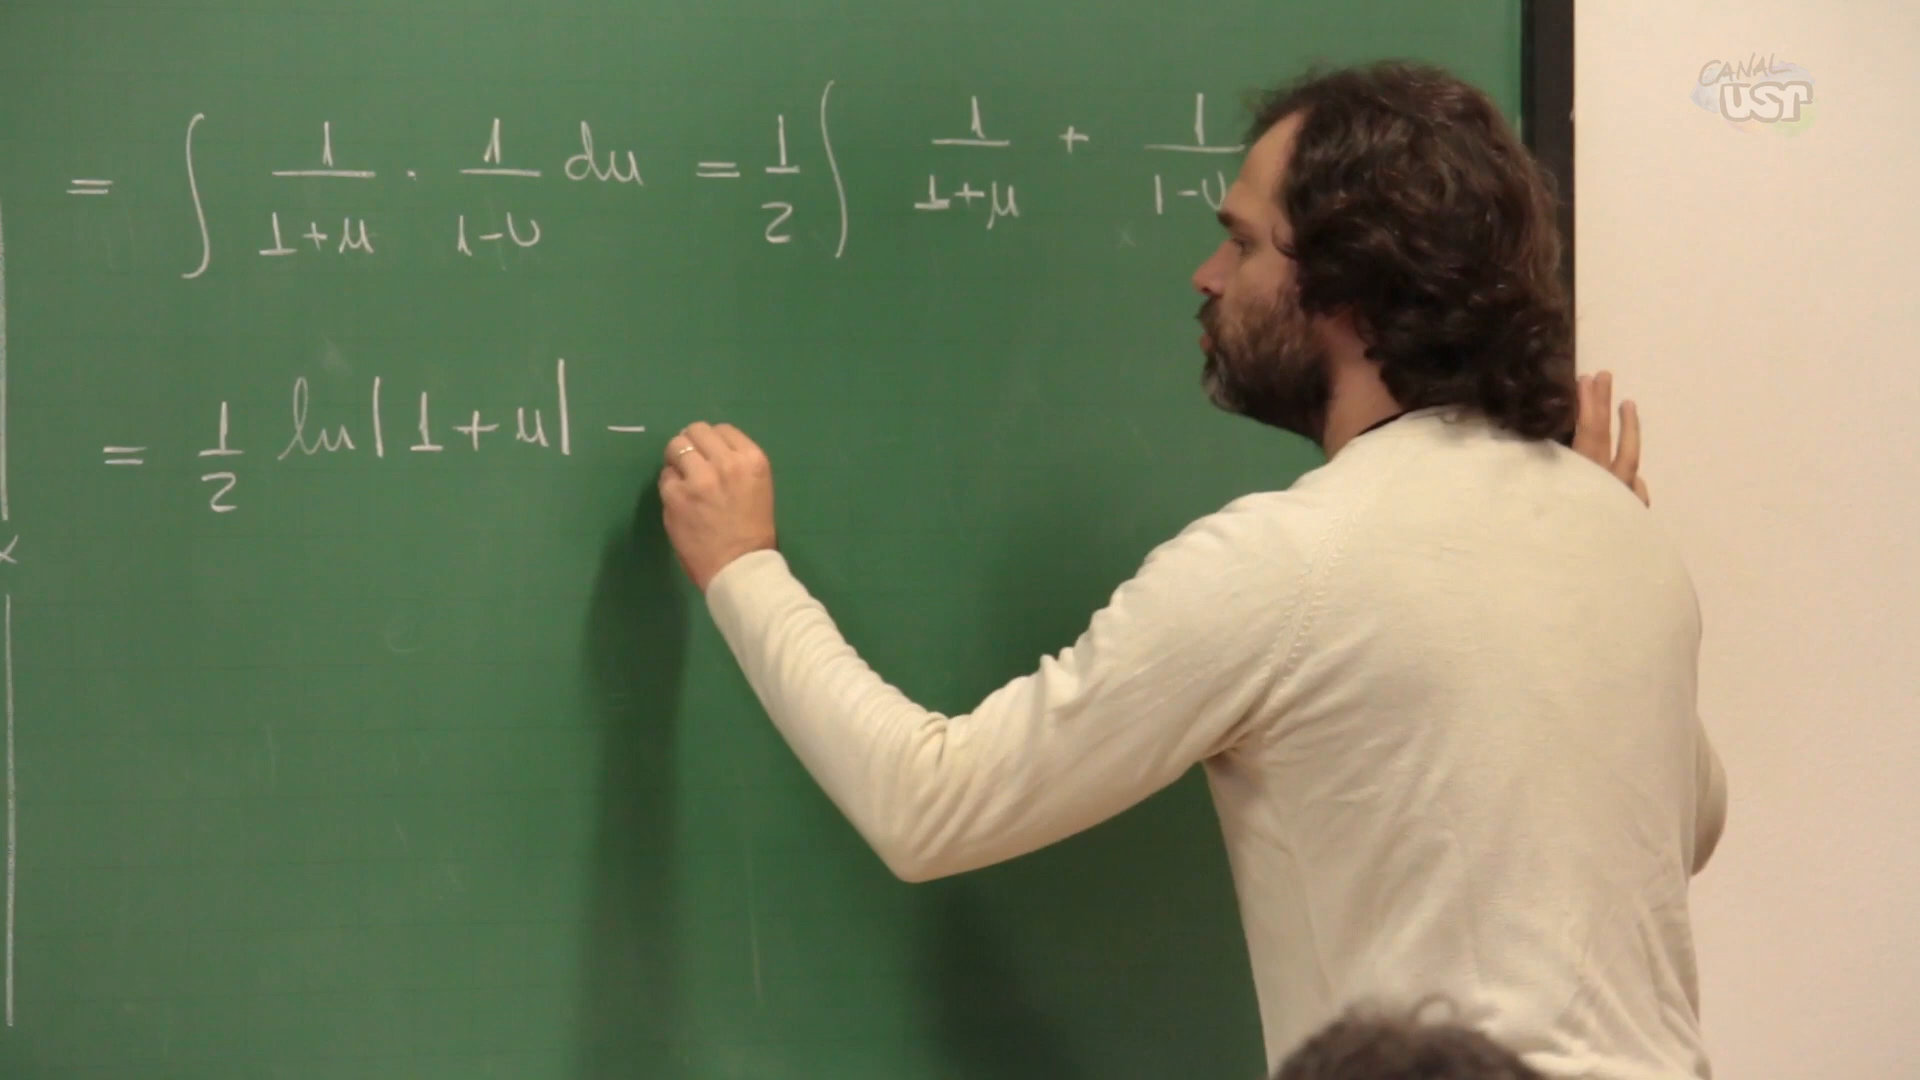 CANAL
USP
= ∫ 1/(1+u) · 1/(1-u) du = 1/2 ∫ 1/(1+u) + 1/(1-u)
= 1/2 ln|1+u| -
x